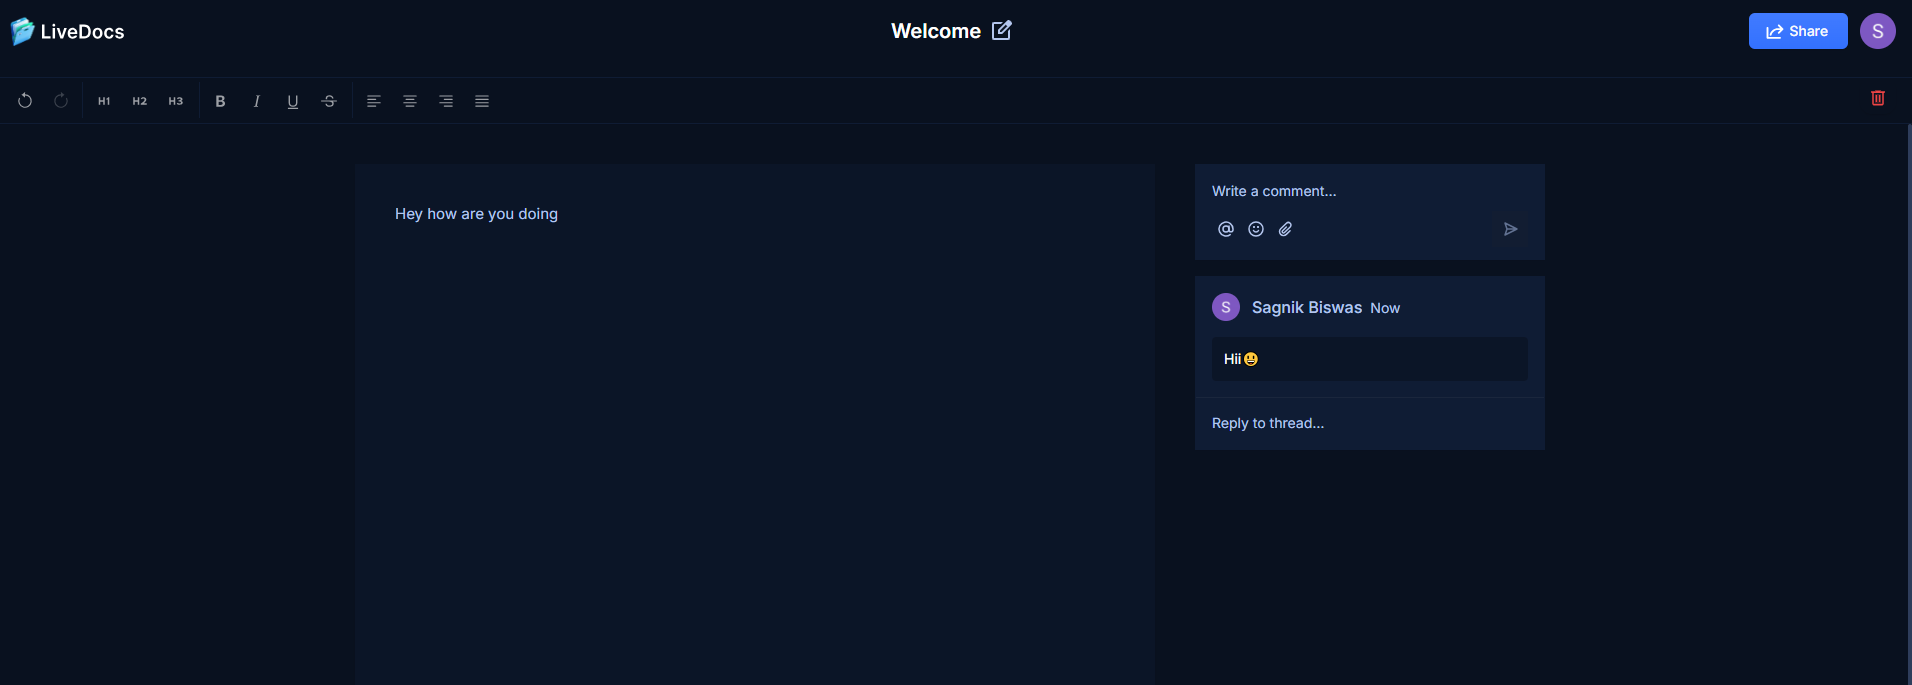 LiveDocs
Welcome
Share
S
H1 H2 H3 B I U S
Hey how are you doing
Write a comment...
S Sagnik Biswas Now
Hii😃
Reply to thread...